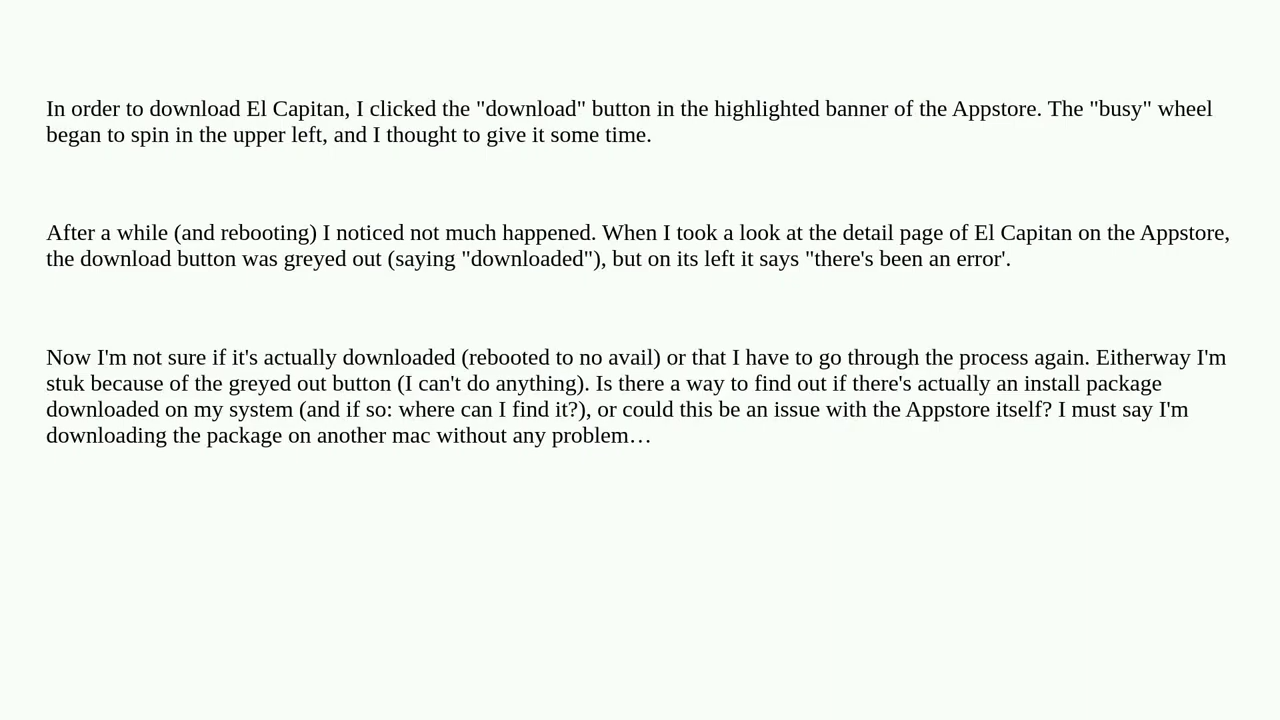 In order to download El Capitan, I clicked the "download" button in the highlighted banner of the Appstore. The "busy" wheel
began to spin in the upper left, and I thought to give it some time.
After a while (and rebooting) I noticed not much happened. When I took a look at the detail page of El Capitan on the Appstore,
the download button was greyed out (saying "downloaded"), but on its left it says "there's been an error'.
Now I'm not sure if it's actually downloaded (rebooted to no avail) or that I have to go through the process again. Eitherway I'm
stuk because of the greyed out button (I can't do anything). Is there a way to find out if there's actually an install package
downloaded on my system (and if so: where can I find it?), or could this be an issue with the Appstore itself? I must say I'm
downloading the package on another mac without any problem…